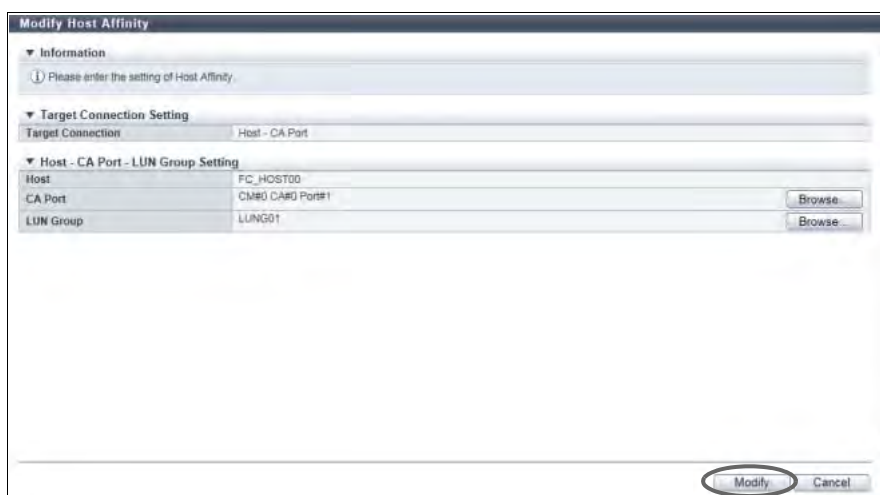 Modify Host Affinity
▼ Information
ⓘ Please enter the setting of Host Affinity.
▼ Target Connection Setting
Target Connection Host - CA Port
▼ Host - CA Port - LUN Group Setting
Host FC_HOST00
CA Port CM#0 CA#0 Port#1 Browse...
LUN Group LUNG01 Browse...
Modify Cancel